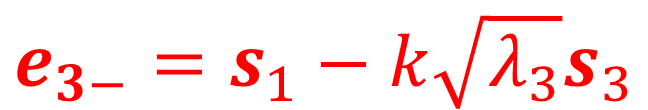 𝒆₃₋ = 𝒔₁ − 𝑘√𝜆₃ 𝒔₃